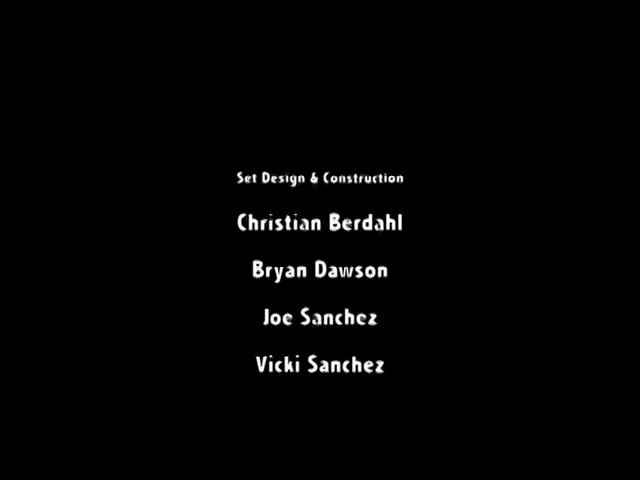 Set Design & Construction
Christian Berdahl
Bryan Dawson
Joe Sanchez
Vicki Sanchez